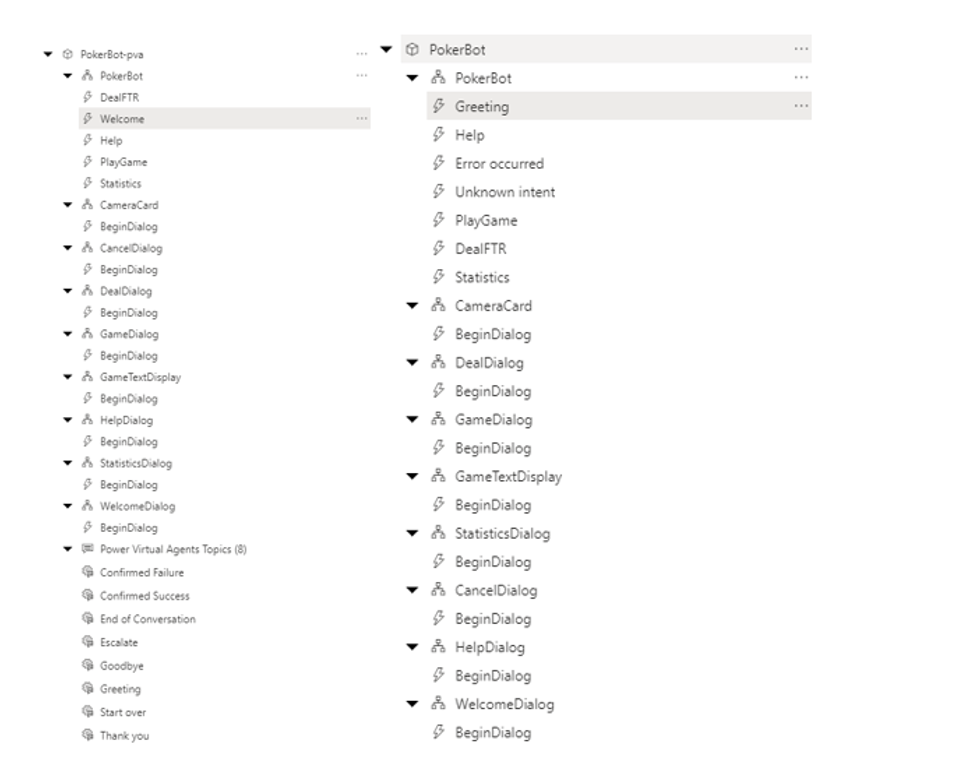 PokerBot-pva
PokerBot
DealFTR
Welcome
Help
PlayGame
Statistics
CameraCard
BeginDialog
CancelDialog
BeginDialog
DealDialog
BeginDialog
GameDialog
BeginDialog
GameTextDisplay
BeginDialog
HelpDialog
BeginDialog
StatisticsDialog
BeginDialog
WelcomeDialog
BeginDialog
Power Virtual Agents Topics (8)
Confirmed Failure
Confirmed Success
End of Conversation
Escalate
Goodbye
Greeting
Start over
Thank you
PokerBot
PokerBot
Greeting
Help
Error occurred
Unknown intent
PlayGame
DealFTR
Statistics
CameraCard
BeginDialog
DealDialog
BeginDialog
GameDialog
BeginDialog
GameTextDisplay
BeginDialog
StatisticsDialog
BeginDialog
CancelDialog
BeginDialog
HelpDialog
BeginDialog
WelcomeDialog
BeginDialog